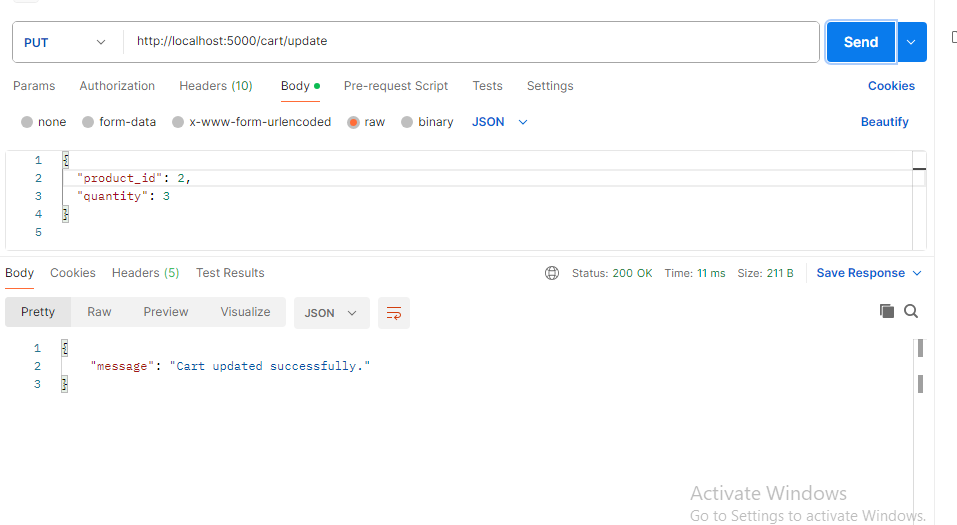 PUT http://localhost:5000/cart/update Send
Params Authorization Headers (10) Body Pre-request Script Tests Settings Cookies
none form-data x-www-form-urlencoded raw binary JSON Beautify
1 {
2 "product_id": 2,
3 "quantity": 3
4 }
5
Body Cookies Headers (5) Test Results Status: 200 OK Time: 11 ms Size: 211 B Save Response
Pretty Raw Preview Visualize JSON
1 {
2 "message": "Cart updated successfully."
3 }
Activate Windows
Go to Settings to activate Windows.